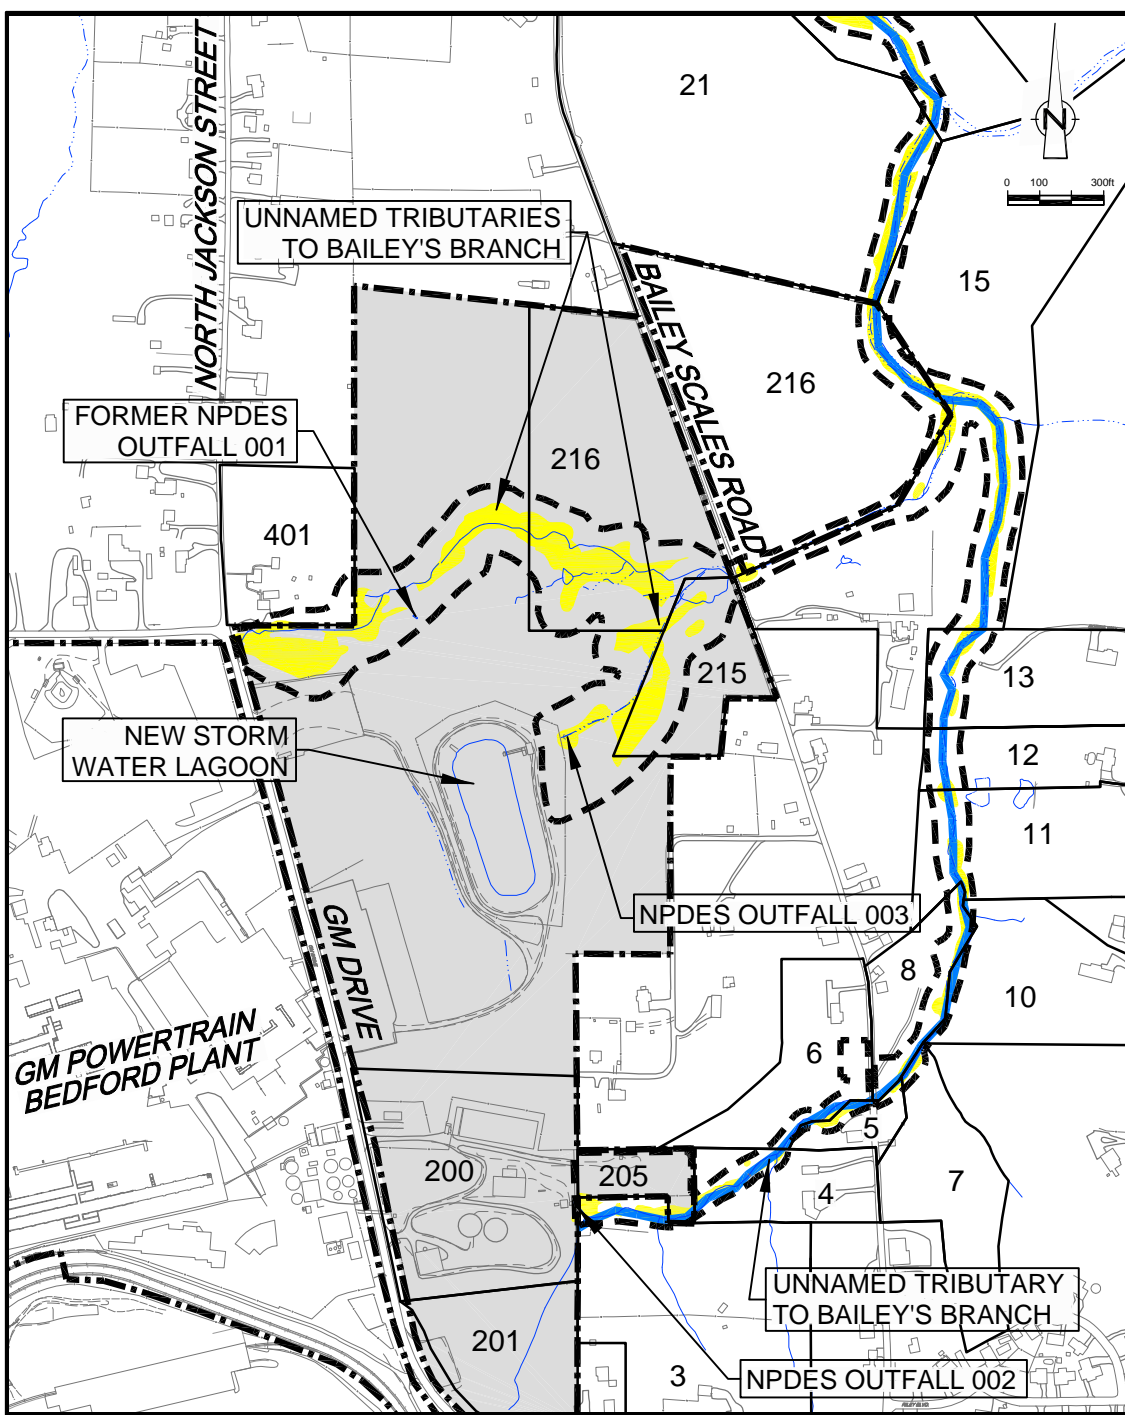 21
NORTH JACKSON STREET
N
0 100 300ft
UNNAMED TRIBUTARIES
TO BAILEY'S BRANCH
15
BAILEY SCALES ROAD
216
FORMER NPDES
OUTFALL 001
216
401
215
13
NEW STORM
WATER LAGOON
12
11
NPDES OUTFALL 003
GM DRIVE
8
10
GM POWERTRAIN
BEDFORD PLANT
6
5
200
205
4
7
UNNAMED TRIBUTARY
TO BAILEY'S BRANCH
201
3
NPDES OUTFALL 002